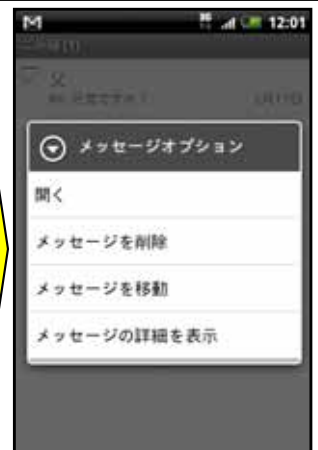 12:01
父
メッセージオプション
開く
メッセージを削除
メッセージを移動
メッセージの詳細を表示